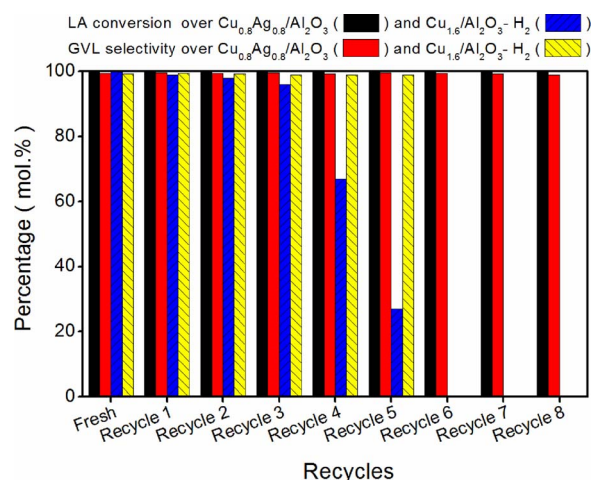 LA conversion over Cu0.8Ag0.8/Al2O3 ( ) and Cu1.6/Al2O3- H2 ( )
GVL selectivity over Cu0.8Ag0.8/Al2O3 ( ) and Cu1.6/Al2O3- H2 ( )
100
80
60
40
20
0
Percentage ( mol.% )
Fresh
Recycle 1
Recycle 2
Recycle 3
Recycle 4
Recycle 5
Recycle 6
Recycle 7
Recycle 8
Recycles